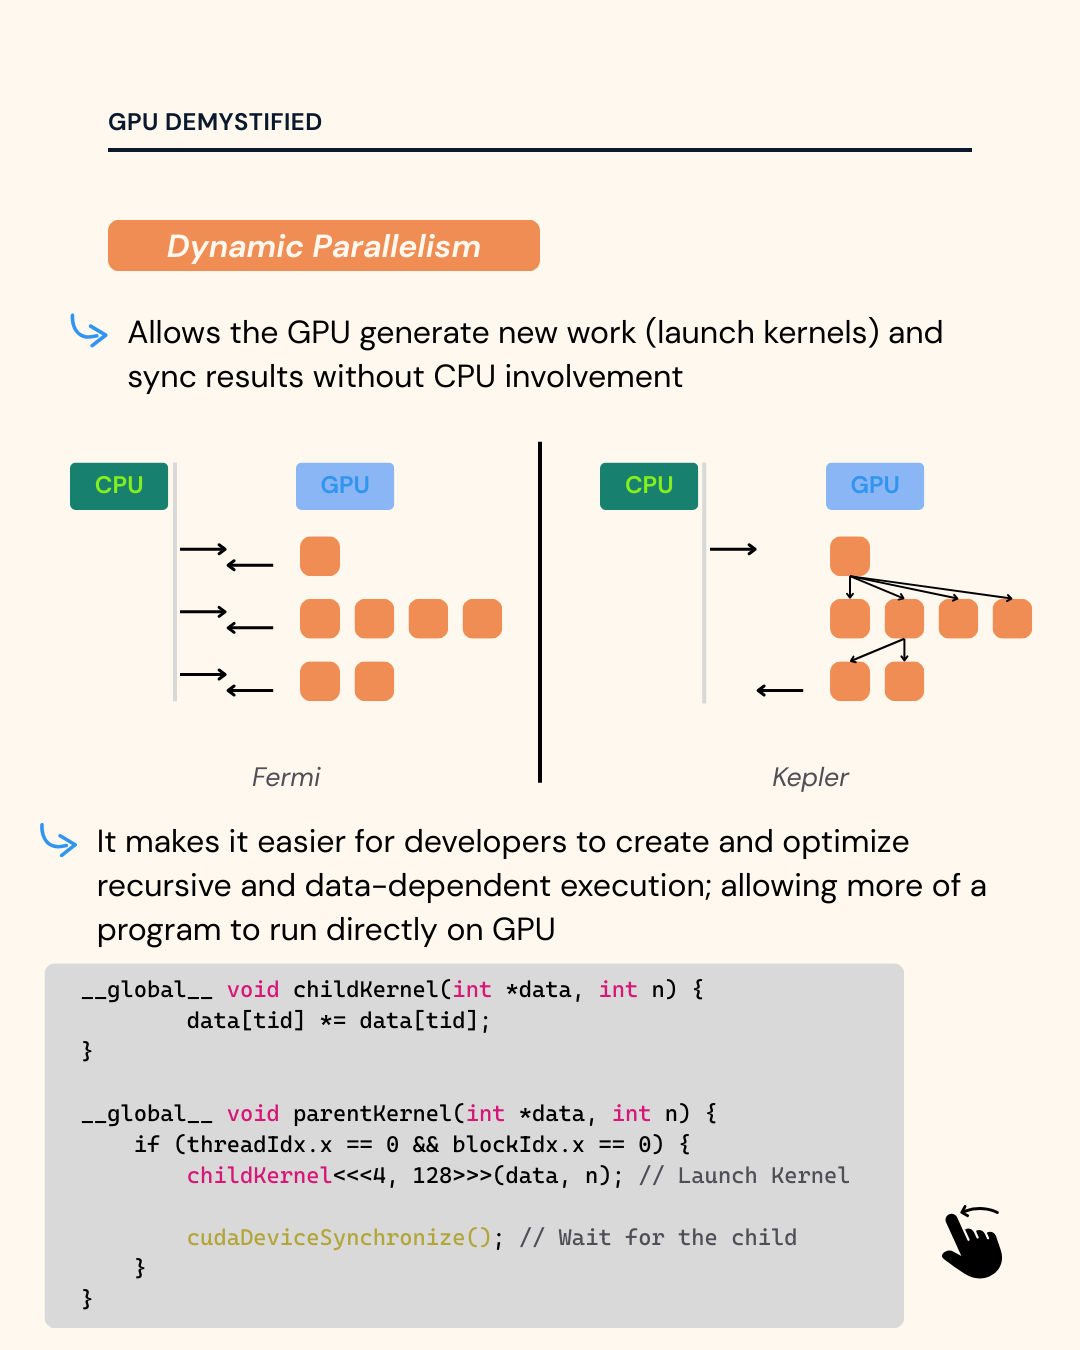 GPU DEMYSTIFIED
Dynamic Parallelism
Allows the GPU generate new work (launch kernels) and
sync results without CPU involvement
CPU GPU CPU GPU
Fermi Kepler
It makes it easier for developers to create and optimize
recursive and data-dependent execution; allowing more of a
program to run directly on GPU
__global__ void childKernel(int *data, int n) {
        data[tid] *= data[tid];
}
__global__ void parentKernel(int *data, int n) {
    if (threadIdx.x == 0 && blockIdx.x == 0) {
        childKernel<<<4, 128>>>(data, n); // Launch Kernel
        cudaDeviceSynchronize(); // Wait for the child
    }
}